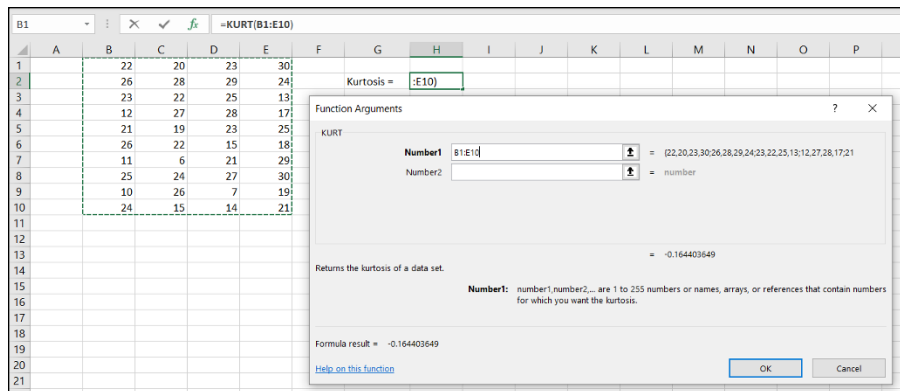 B1 fx =KURT(B1:E10)
A B C D E F G H I J K L M N O P
1 22 20 23 30
2 26 28 29 24 Kurtosis = :E10)
3 23 22 25 13
4 12 27 28 17
5 21 19 23 25
6 26 22 15 18
7 11 6 21 29
8 25 24 27 30
9 10 26 7 19
10 24 15 14 21
11
12
13
14
15
16
17
18
19
20
21
Function Arguments ? ×
KURT
Number1 B1:E10 = {22,20,23,30;26,28,29,24;23,22,25,13;12,27,28,17;21
Number2 = number
= -0.164403649
Returns the kurtosis of a data set.
Number1: number1,number2,... are 1 to 255 numbers or names, arrays, or references that contain numbers
for which you want the kurtosis.
Formula result = -0.164403649
Help on this function
OK Cancel